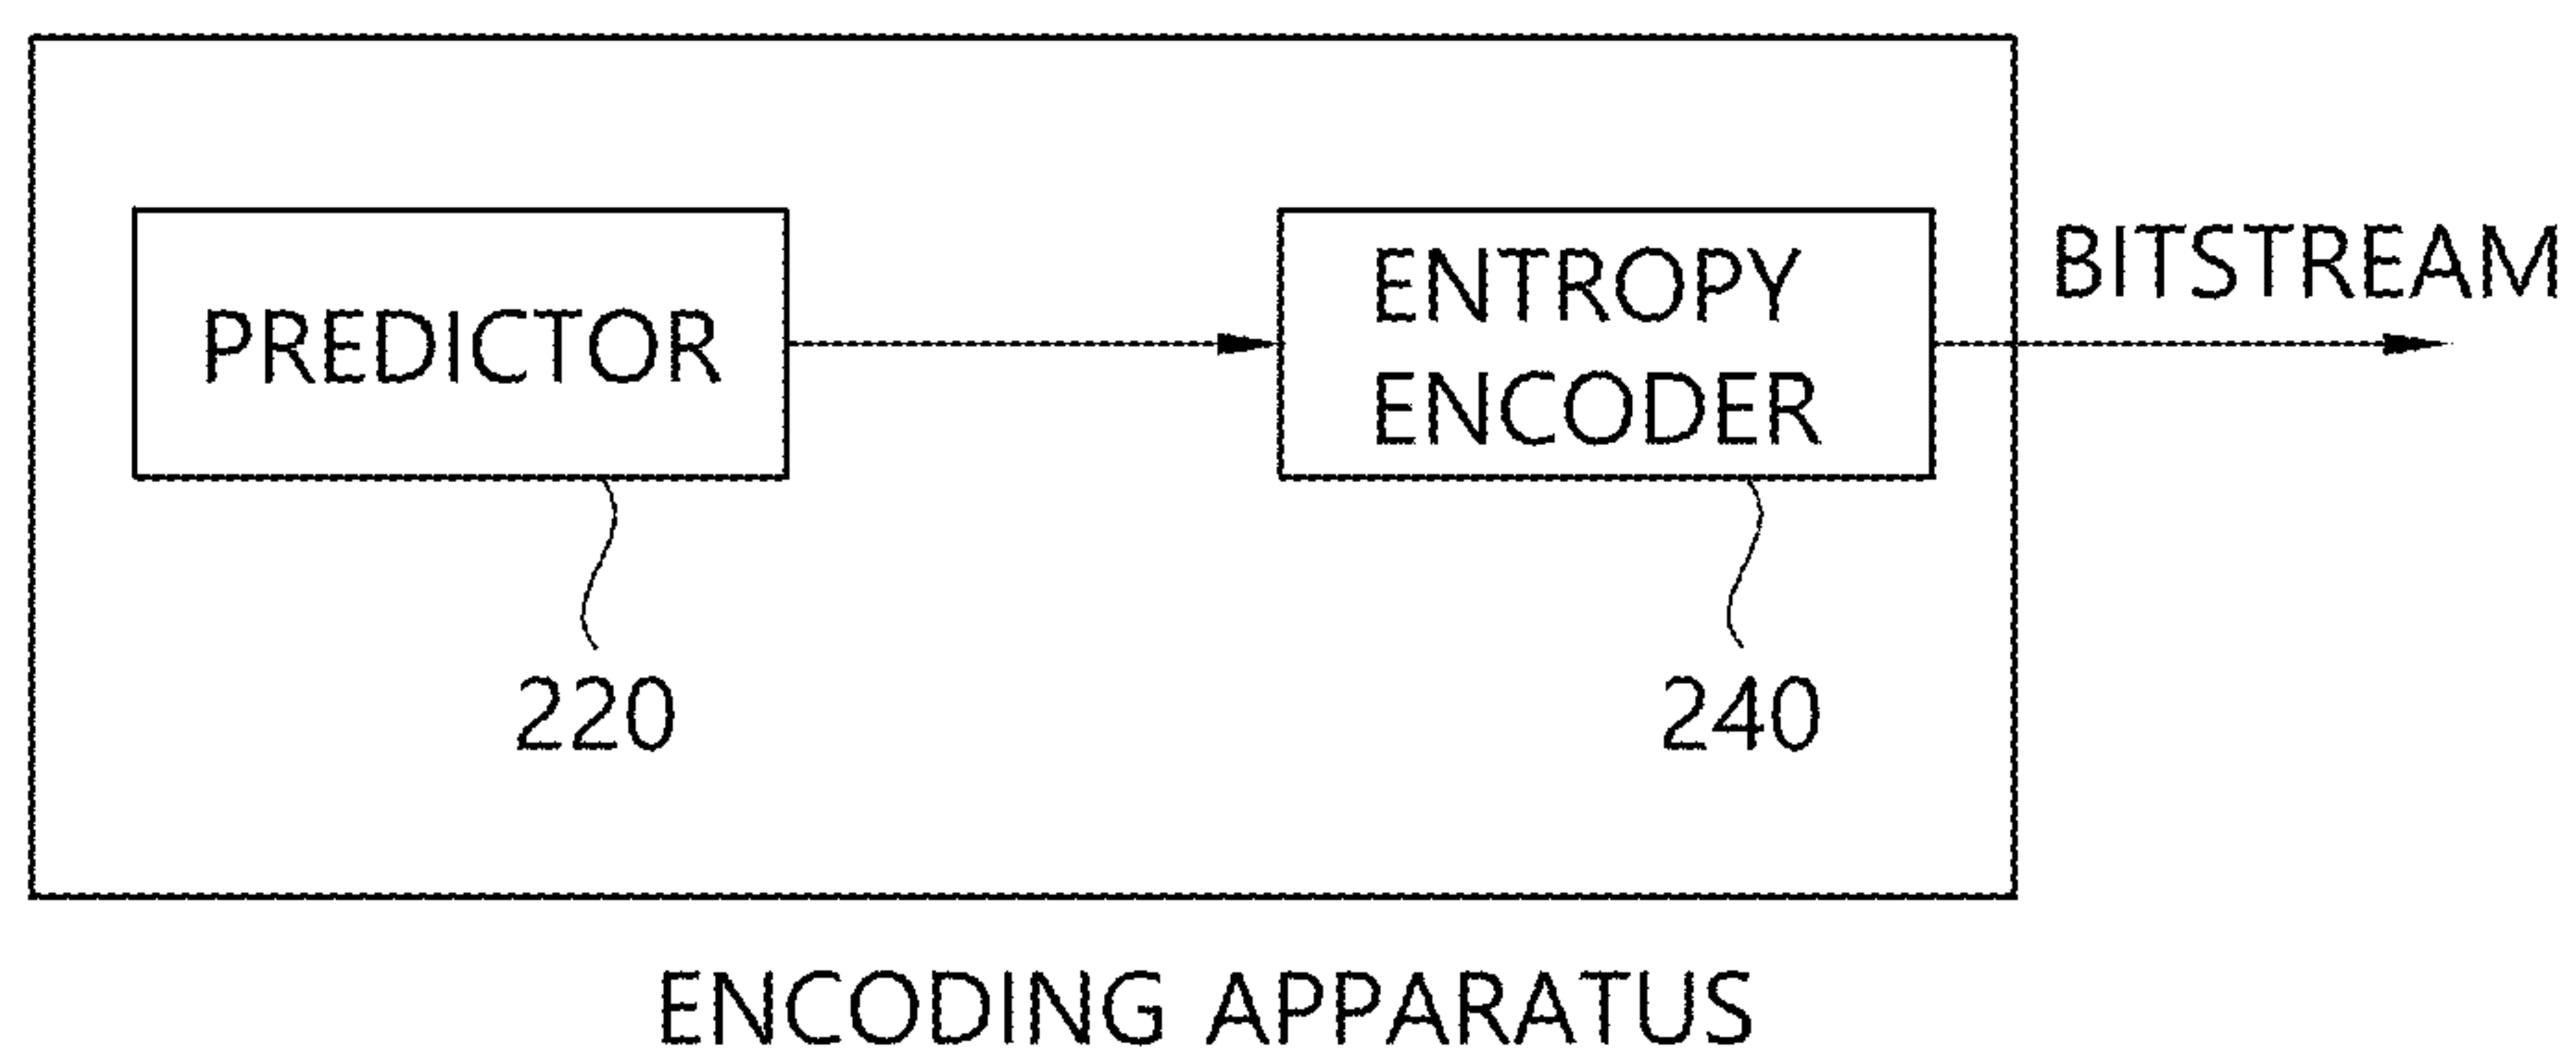 PREDICTOR
ENTROPY
ENCODER
BITSTREAM
220
240
ENCODING APPARATUS